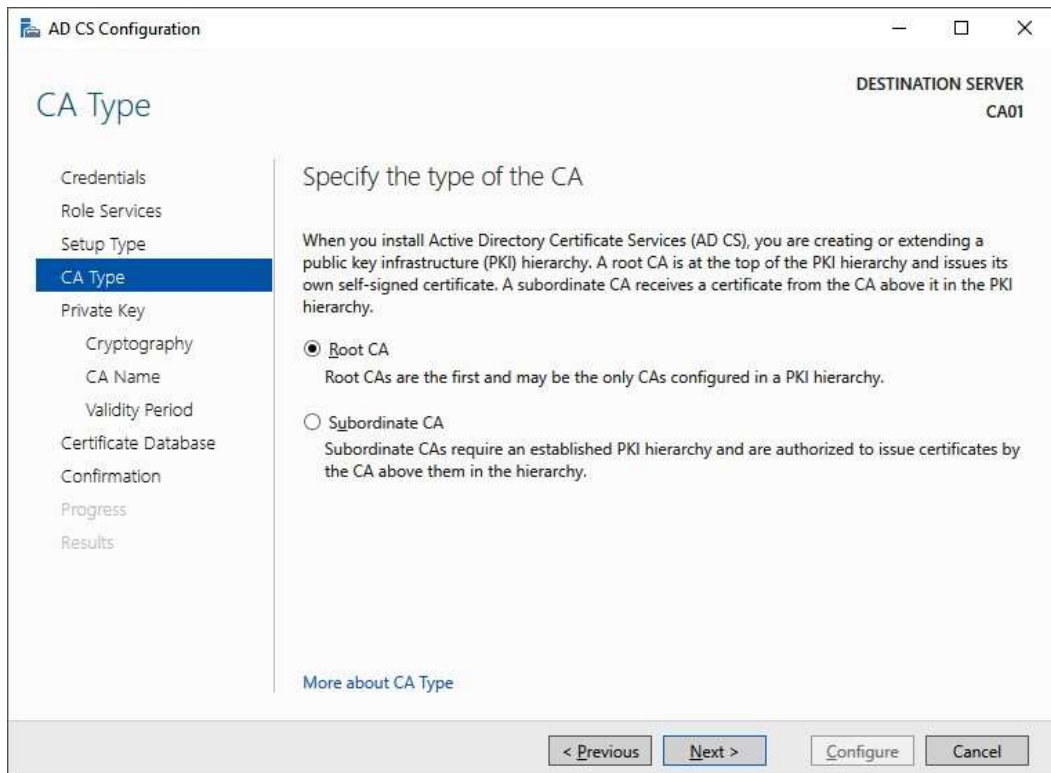 AD CS Configuration
CA Type
DESTINATION SERVER
CA01
Credentials
Role Services
Setup Type
CA Type
Private Key
Cryptography
CA Name
Validity Period
Certificate Database
Confirmation
Progress
Results
Specify the type of the CA
When you install Active Directory Certificate Services (AD CS), you are creating or extending a
public key infrastructure (PKI) hierarchy. A root CA is at the top of the PKI hierarchy and issues its
own self-signed certificate. A subordinate CA receives a certificate from the CA above it in the PKI
hierarchy.
Root CA
Root CAs are the first and may be the only CAs configured in a PKI hierarchy.
Subordinate CA
Subordinate CAs require an established PKI hierarchy and are authorized to issue certificates by
the CA above them in the hierarchy.
More about CA Type
< Previous
Next >
Configure
Cancel